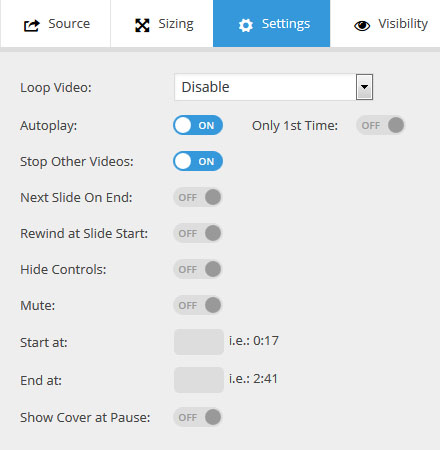 Source Sizing Settings Visibility
Loop Video: Disable
Autoplay: ON Only 1st Time: OFF
Stop Other Videos: ON
Next Slide On End: OFF
Rewind at Slide Start: OFF
Hide Controls: OFF
Mute: OFF
Start at: i.e.: 0:17
End at: i.e.: 2:41
Show Cover at Pause: OFF